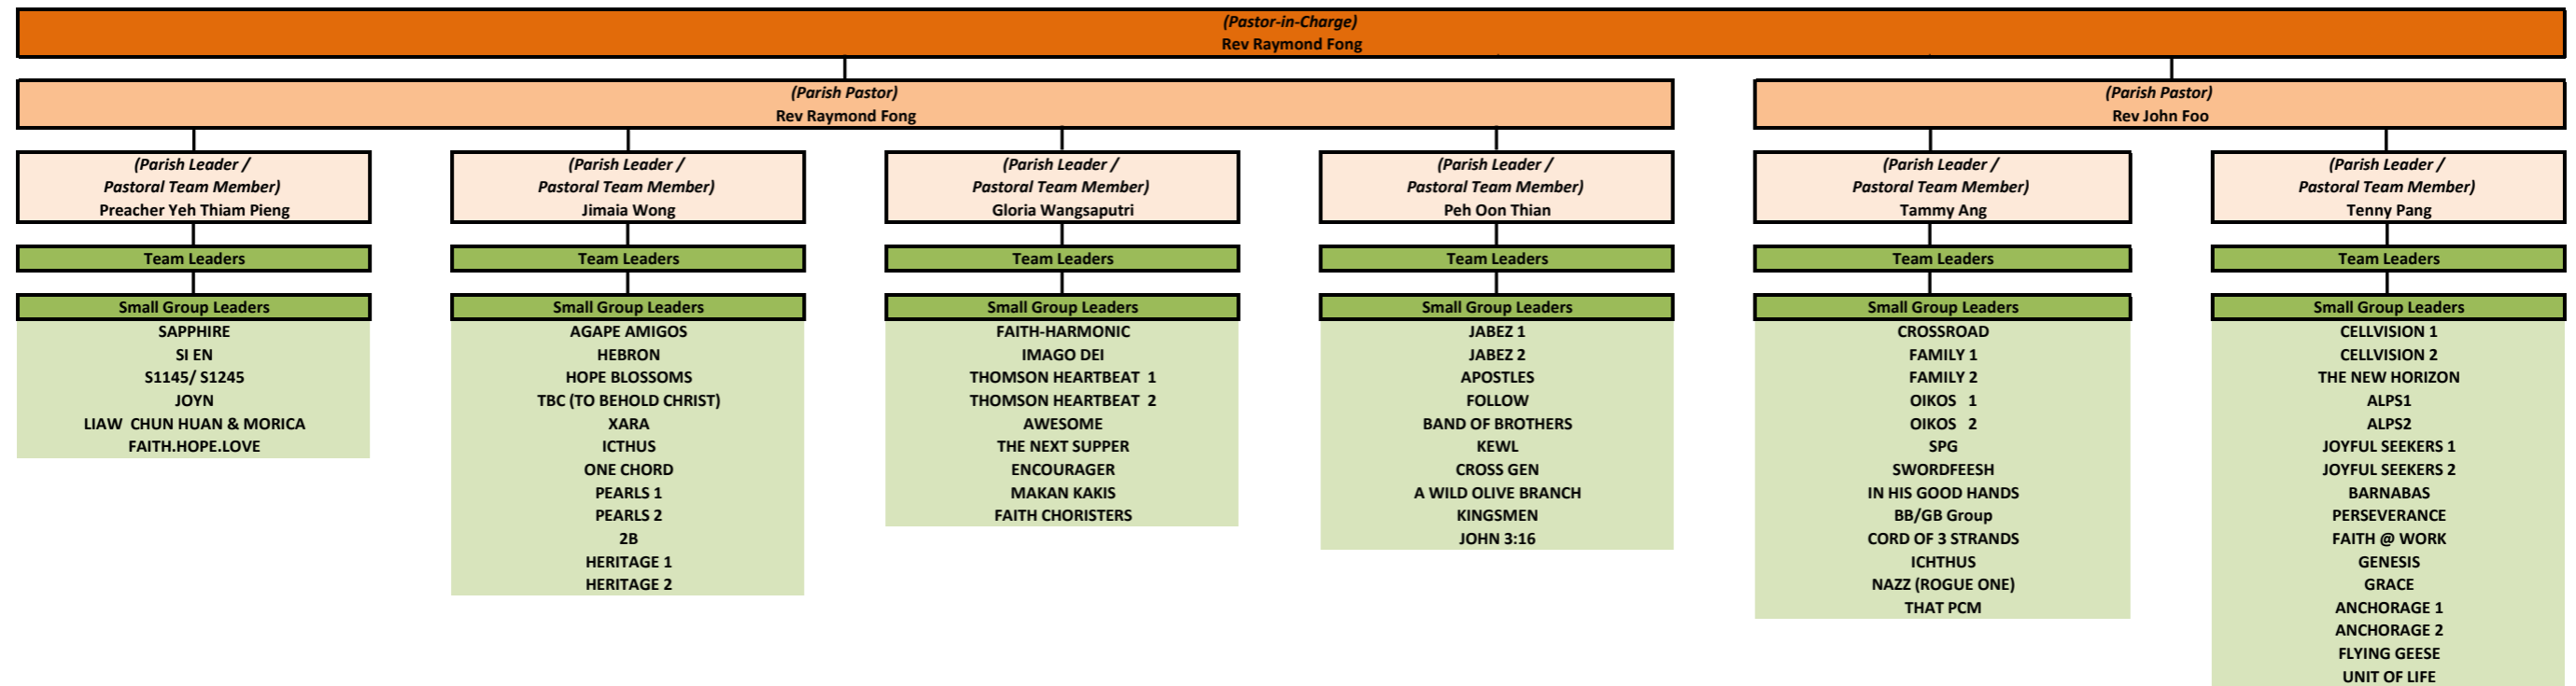 (Pastor-in-Charge)
Rev Raymond Fong
(Parish Pastor)
Rev Raymond Fong
(Parish Pastor)
Rev John Foo
(Parish Leader /
Pastoral Team Member)
Preacher Yeh Thiam Pieng
(Parish Leader /
Pastoral Team Member)
Jimaia Wong
(Parish Leader /
Pastoral Team Member)
Gloria Wangsaputri
(Parish Leader /
Pastoral Team Member)
Peh Oon Thian
(Parish Leader /
Pastoral Team Member)
Tammy Ang
(Parish Leader /
Pastoral Team Member)
Tenny Pang
Team Leaders
Team Leaders
Team Leaders
Team Leaders
Team Leaders
Team Leaders
Small Group Leaders
SAPPHIRE
SI EN
S1145/ S1245
JOYN
LIAW CHUN HUAN & MORICA
FAITH.HOPE.LOVE
Small Group Leaders
AGAPE AMIGOS
HEBRON
HOPE BLOSSOMS
TBC (TO BEHOLD CHRIST)
XARA
ICTHUS
ONE CHORD
PEARLS 1
PEARLS 2
2B
HERITAGE 1
HERITAGE 2
Small Group Leaders
FAITH-HARMONIC
IMAGO DEI
THOMSON HEARTBEAT 1
THOMSON HEARTBEAT 2
AWESOME
THE NEXT SUPPER
ENCOURAGER
MAKAN KAKIS
FAITH CHORISTERS
Small Group Leaders
JABEZ 1
JABEZ 2
APOSTLES
FOLLOW
BAND OF BROTHERS
KEWL
CROSS GEN
A WILD OLIVE BRANCH
KINGSMEN
JOHN 3:16
Small Group Leaders
CROSSROAD
FAMILY 1
FAMILY 2
OIKOS 1
OIKOS 2
SPG
SWORDFEESH
IN HIS GOOD HANDS
BB/GB Group
CORD OF 3 STRANDS
ICHTHUS
NAZZ (ROGUE ONE)
THAT PCM
Small Group Leaders
CELLVISION 1
CELLVISION 2
THE NEW HORIZON
ALPS1
ALPS2
JOYFUL SEEKERS 1
JOYFUL SEEKERS 2
BARNABAS
PERSEVERANCE
FAITH @ WORK
GENESIS
GRACE
ANCHORAGE 1
ANCHORAGE 2
FLYING GEESE
UNIT OF LIFE